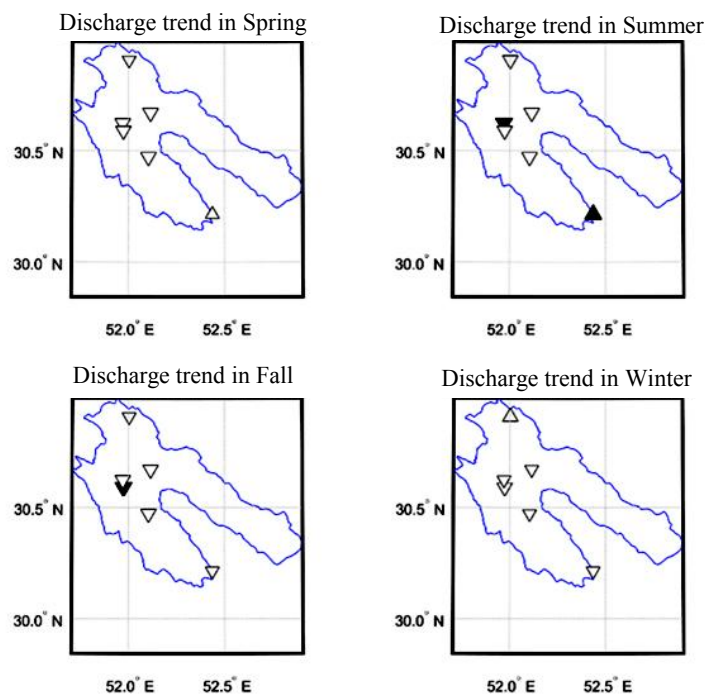 Discharge trend in Spring
30.5° N
30.0° N
52.0° E 52.5° E
Discharge trend in Summer
30.5° N
30.0° N
52.0° E 52.5° E
Discharge trend in Fall
30.5° N
30.0° N
52.0° E 52.5° E
Discharge trend in Winter
30.5° N
30.0° N
52.0° E 52.5° E